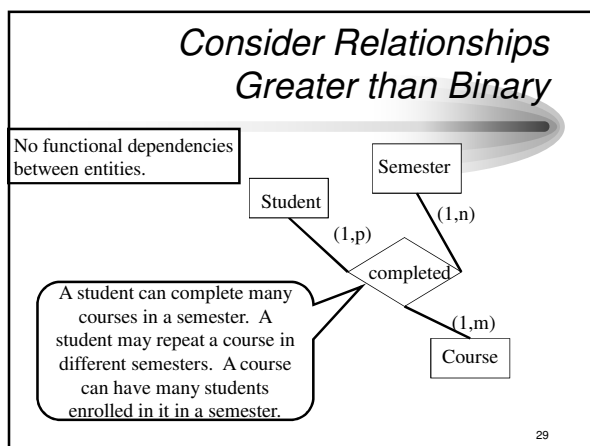 Consider Relationships
Greater than Binary
No functional dependencies
between entities.
Semester
Student
(1,n)
(1,p)
completed
A student can complete many
courses in a semester. A
student may repeat a course in
different semesters. A course
can have many students
enrolled in it in a semester.
(1,m)
Course
29